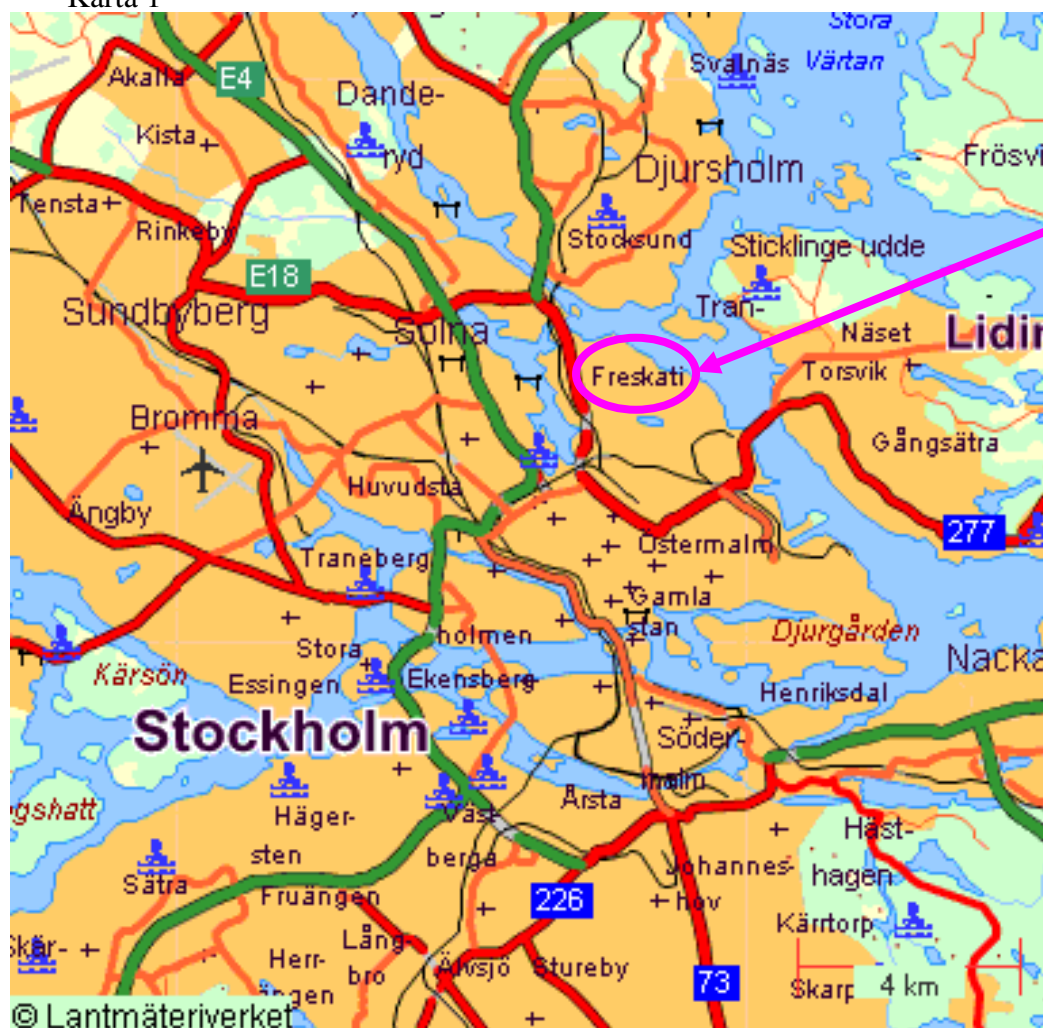 Karta 1
Stora
Värtan
Svalnäs
Akalla
E4
Dande-
ryd
Kista
Djursholm
Frösvi
Tensta
Rinkeby
Stocksund
Sticklinge udde
E18
Tran-
Sundbyberg
Solna
Näset
Lidin
Freskati
Torsvik
Bromma
Gångsätra
Huvudsta
Ängby
277
Östermalm
Traneberg
Gamla
stan
holmen
Djurgården
Stora
Essingen
Nacka
Kärsön
Ekensberg
Henriksdal
Stockholm
Söder-
malm
Årsta
ngshatt
Häger-
sten
Väst-
berga
Häst-
hagen
Johannes-
hov
Sätra
Fruängen
226
Kärrtorp
Skär-
Herr-
ängen
Lång-
bro
Älvsjö
Stureby
73
Skarp
4 km
© Lantmäteriverket